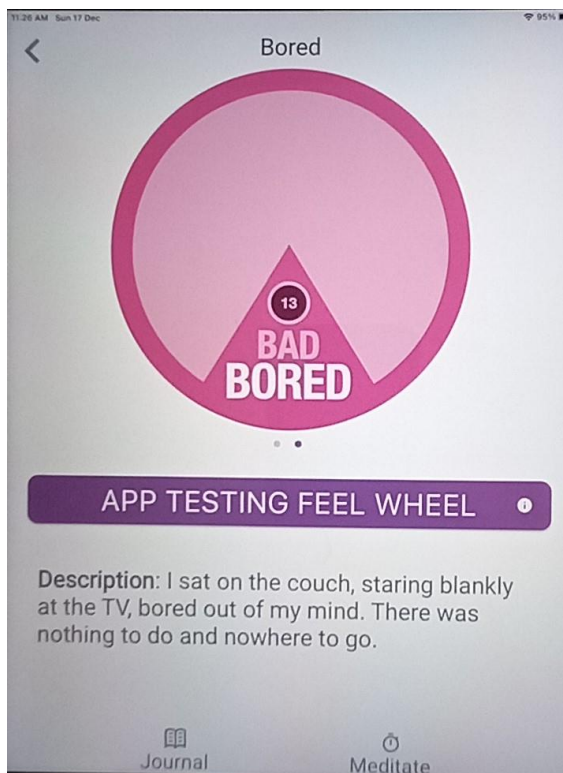 11:26 AM Sun 17 Dec
95%
Bored
13
BAD
BORED
APP TESTING FEEL WHEEL
Description: I sat on the couch, staring blankly
at the TV, bored out of my mind. There was
nothing to do and nowhere to go.
Journal
Meditate